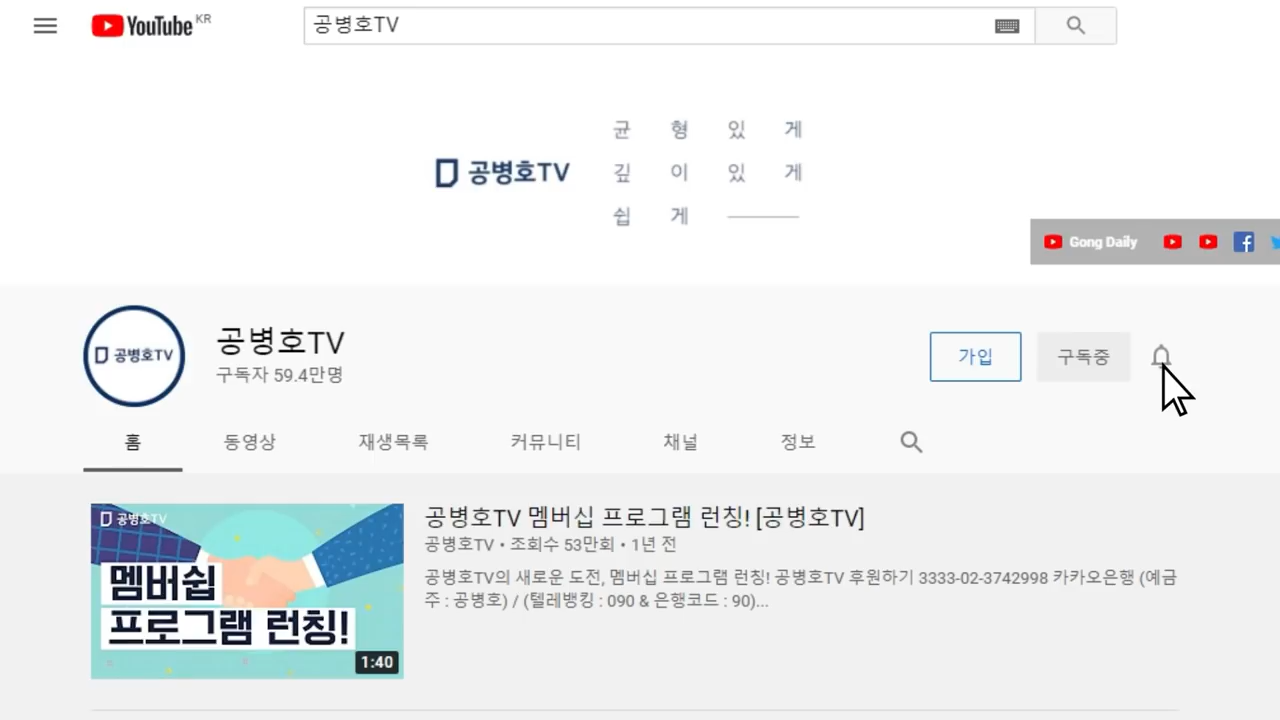 YouTube KR
공병호TV
균형있게
공병호TV
깊이있게
쉽게
Gong Daily
공병호TV
공병호TV
구독자 59.4만명
가입
구독중
홈
동영상
재생목록
커뮤니티
채널
정보
공병호TV
멤버쉽
프로그램 런칭!
1:40
공병호TV 멤버십 프로그램 런칭! [공병호TV]
공병호TV • 조회수 53만회 • 1년 전
공병호TV의 새로운 도전, 멤버십 프로그램 런칭! 공병호TV 후원하기 3333-02-3742998 카카오은행 (예금
주 : 공병호) / (텔레뱅킹 : 090 & 은행코드 : 90)...